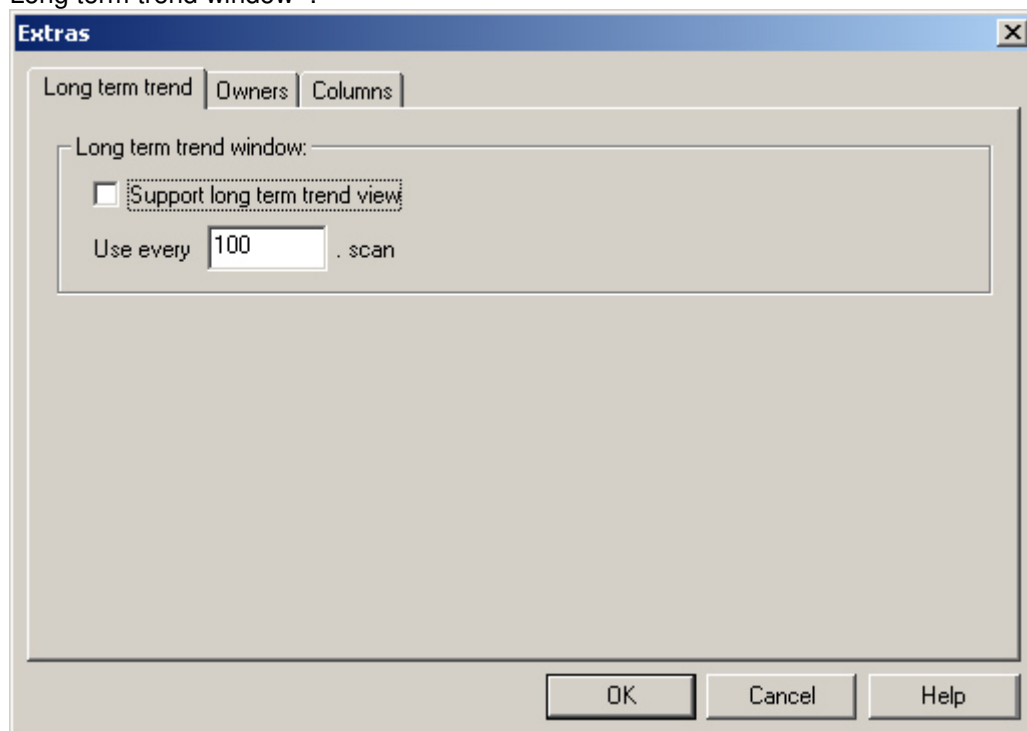 Long term trend window".
Extras
Long term trend Owners Columns
Long term trend window:
Support long term trend view
Use every 100 . scan
OK Cancel Help